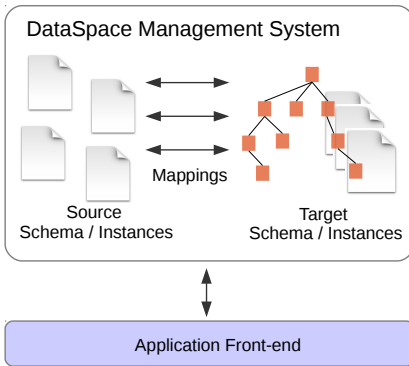 DataSpace Management System
Mappings
Source
Schema / Instances
Target
Schema / Instances
Application Front-end